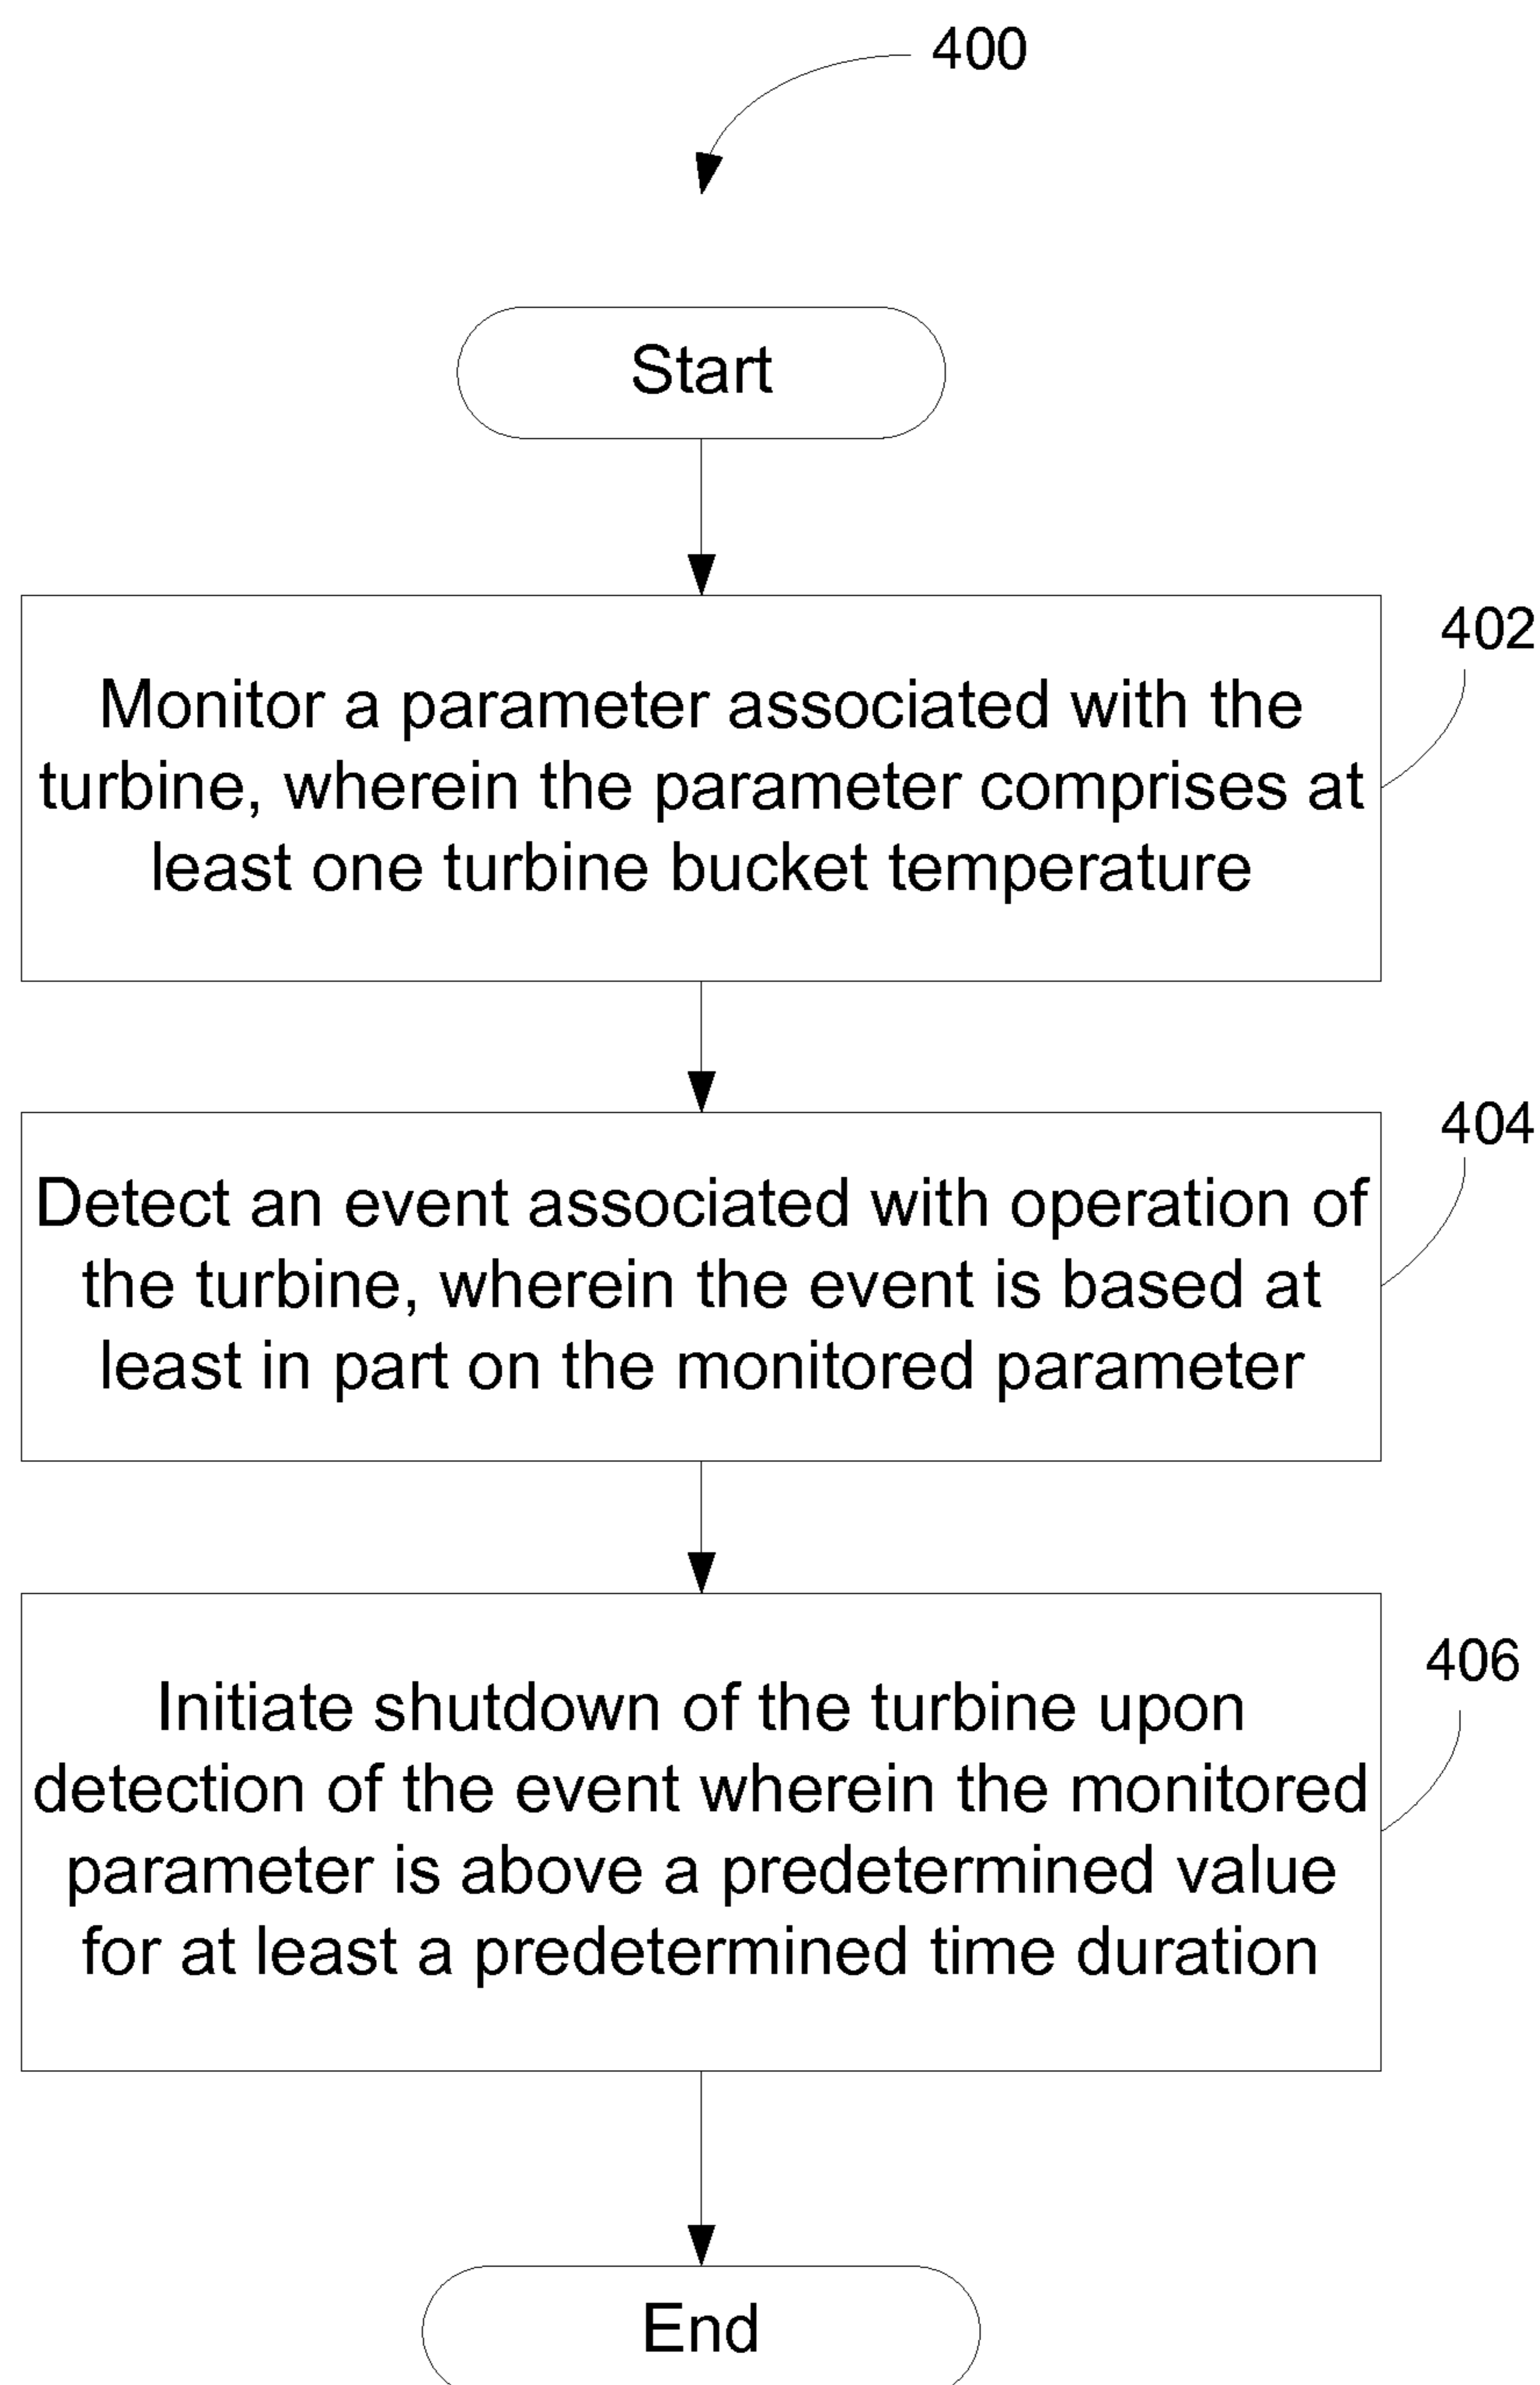 400
Start
402
Monitor a parameter associated with the
turbine, wherein the parameter comprises at
least one turbine bucket temperature
404
Detect an event associated with operation of
the turbine, wherein the event is based at
least in part on the monitored parameter
406
Initiate shutdown of the turbine upon
detection of the event wherein the monitored
parameter is above a predetermined value
for at least a predetermined time duration
End